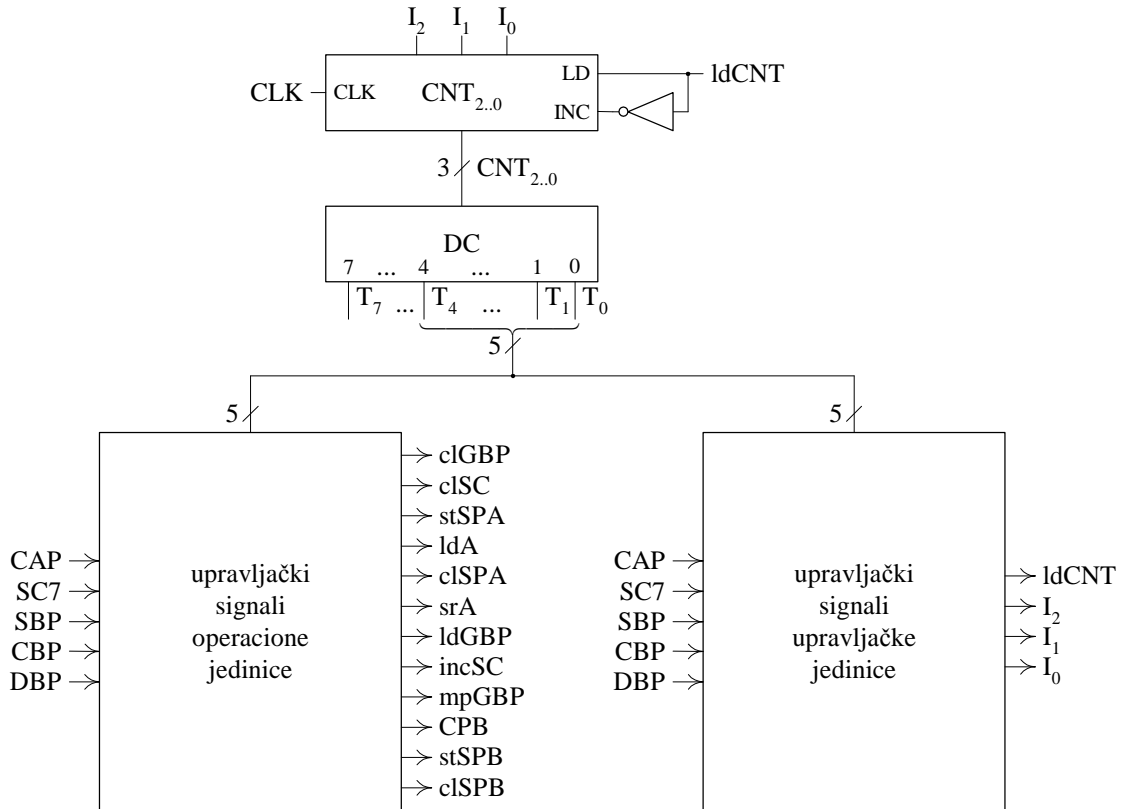 I₂ I₁ I₀
LD ldCNT
CLK CLK CNT₂..₀
INC
3 CNT₂..₀
DC
7 ... 4 ... 1 0
T₇ ... T₄ ... T₁ T₀
5
5 5
clGBP
clSC
stSPA
ldA
clSPA
srA
ldGBP
incSC
mpGBP
CPB
stSPB
clSPB
CAP
SC7
SBP
CBP
DBP
upravljački
signali
operacione
jedinice
CAP
SC7
SBP
CBP
DBP
upravljački
signali
upravljačke
jedinice
ldCNT
I₂
I₁
I₀